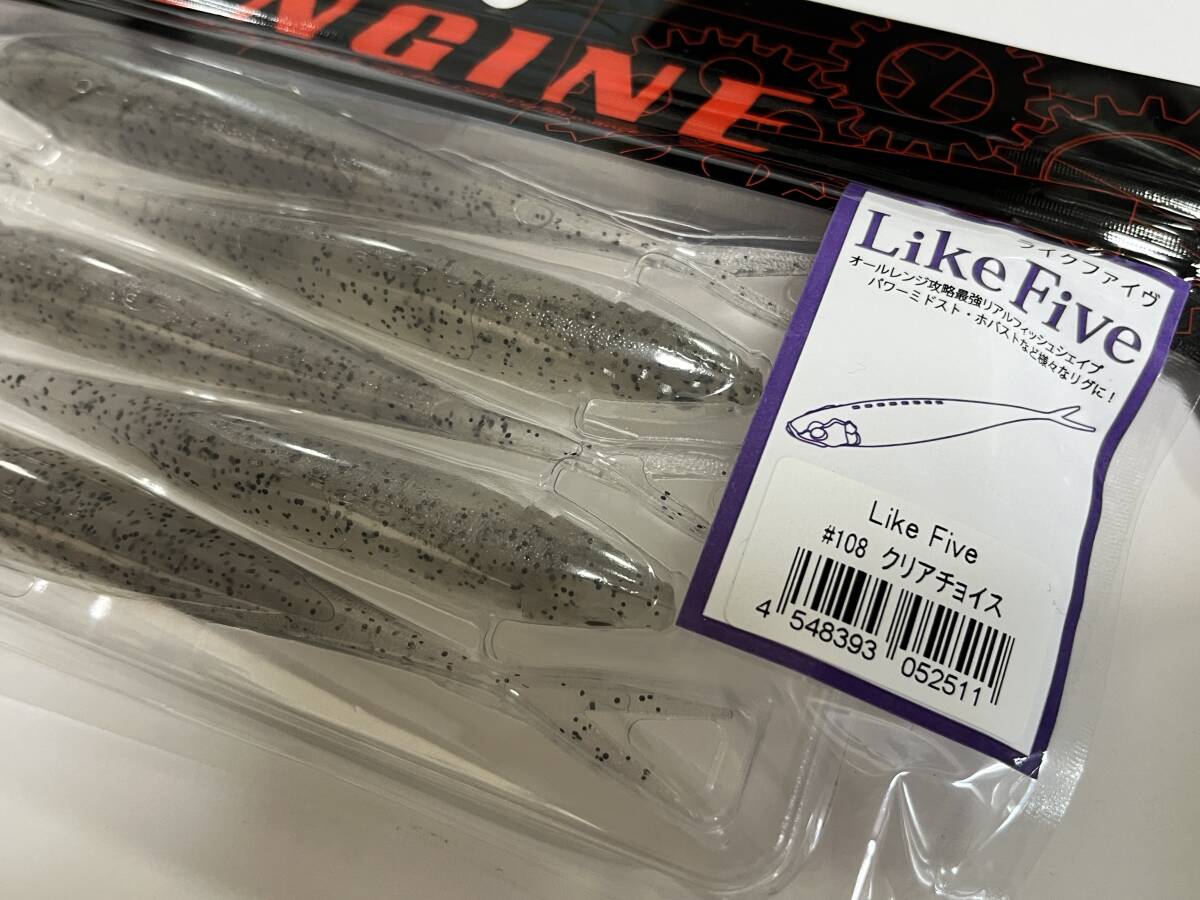 NGINE
ライクファイヴ
Like Five
オールレンジ攻略最強リアルフィッシュシェイプ
パワーミドスト・ホバストなど様々なリグに!
Like Five
#108 クリアチョイス
4 548393 052511